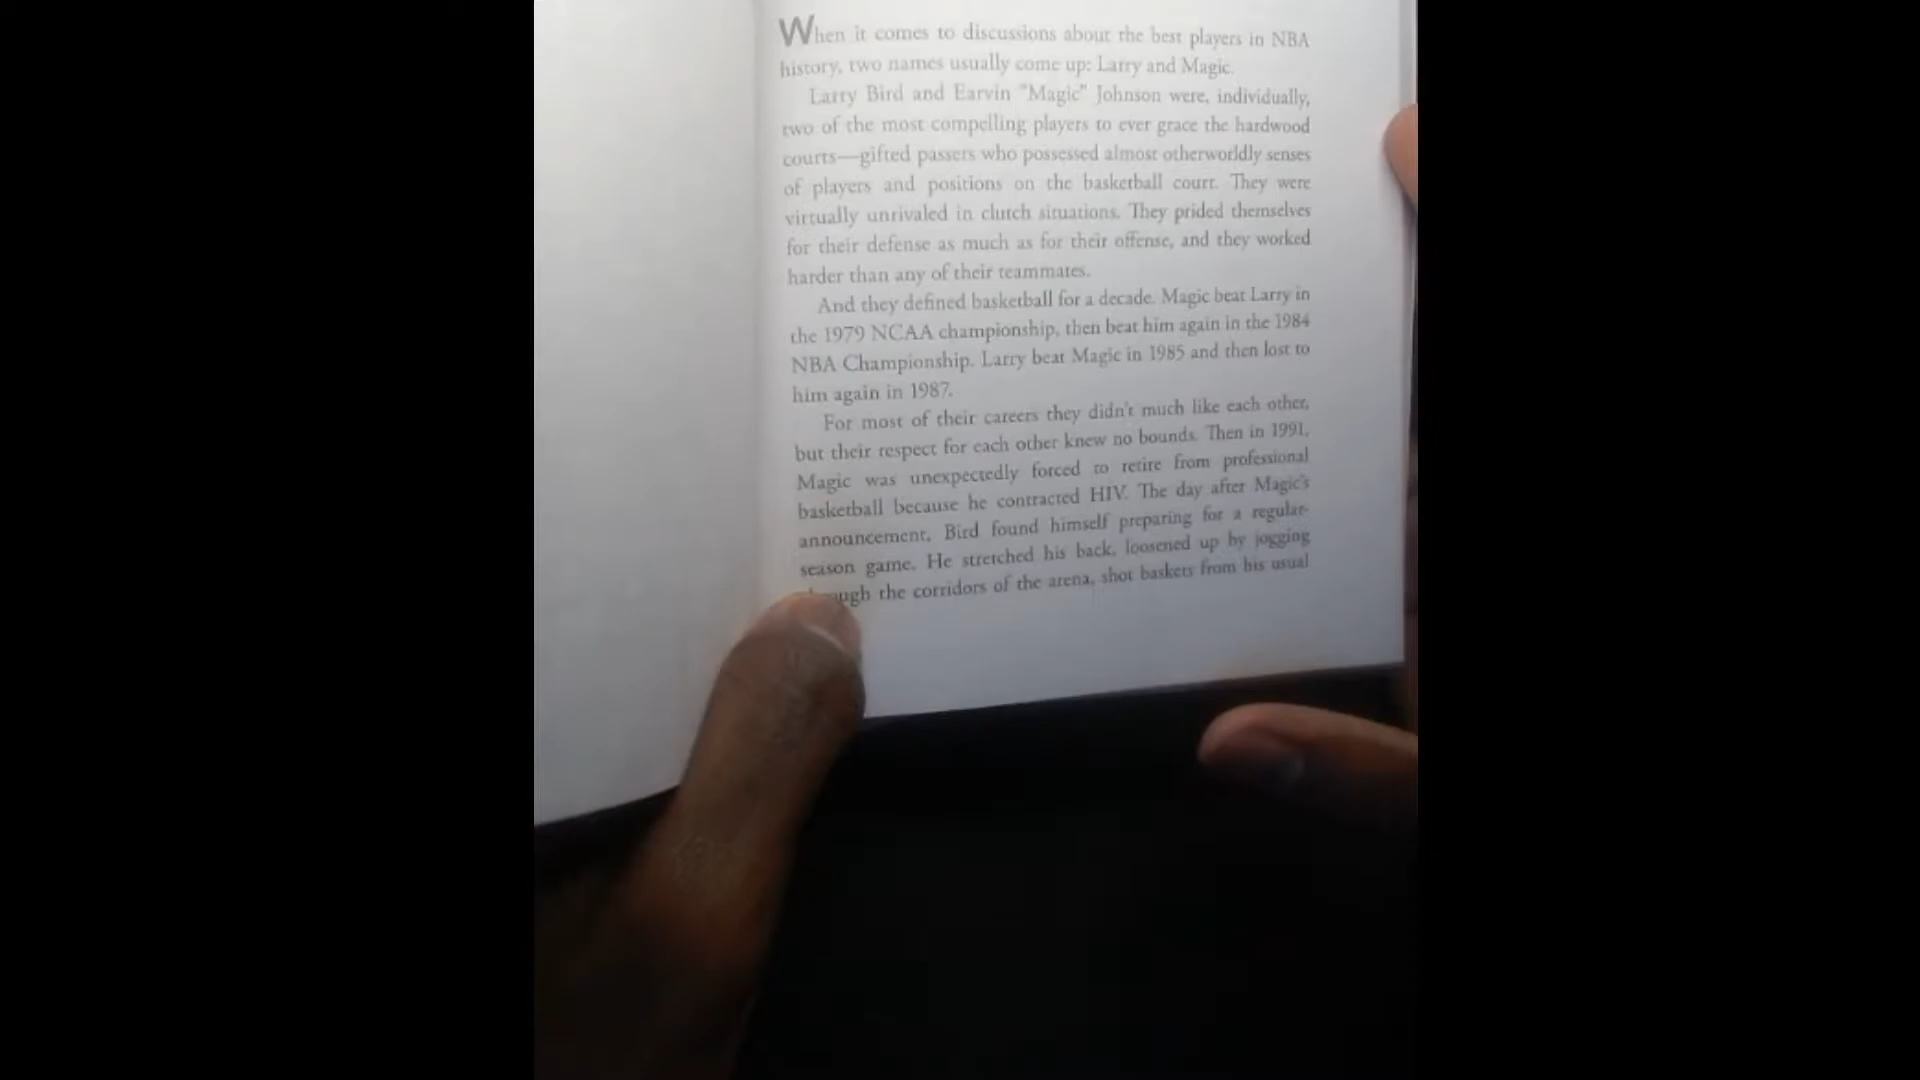 When it comes to discussions about the best players in NBA
history, two names usually come up: Larry and Magic.
Larry Bird and Earvin "Magic" Johnson were, individually,
two of the most compelling players to ever grace the hardwood
courts—gifted passers who possessed almost otherworldly senses
of players and positions on the basketball court. They were
virtually unrivaled in clutch situations. They prided themselves
for their defense as much as for their offense, and they worked
harder than any of their teammates.
And they defined basketball for a decade. Magic beat Larry in
the 1979 NCAA championship, then beat him again in the 1984
NBA Championship. Larry beat Magic in 1985 and then lost to
him again in 1987.
For most of their careers they didn't much like each other,
but their respect for each other knew no bounds. Then in 1991,
Magic was unexpectedly forced to retire from professional
basketball because he contracted HIV. The day after Magic's
announcement, Bird found himself preparing for a regular-
season game. He stretched his back, loosened up by jogging
through the corridors of the arena, shot baskets from his usual